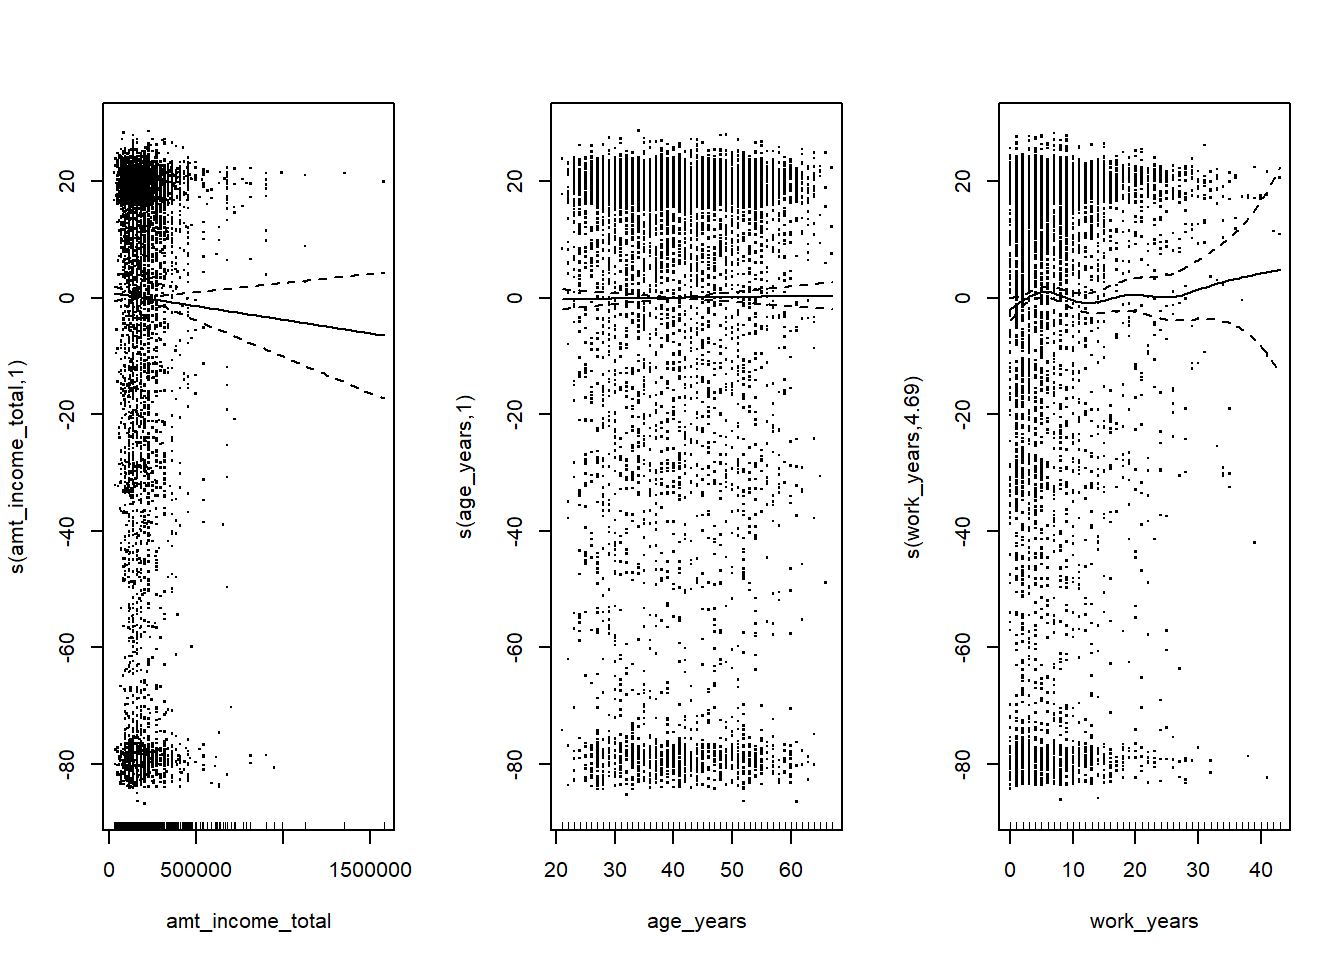 s(amt_income_total,1)
20
0
-20
-40
-60
-80
0 500000 1500000
amt_income_total
s(age_years,1)
20
0
-20
-40
-60
-80
20 30 40 50 60
age_years
s(work_years,4.69)
20
0
-20
-40
-60
-80
0 10 20 30 40
work_years